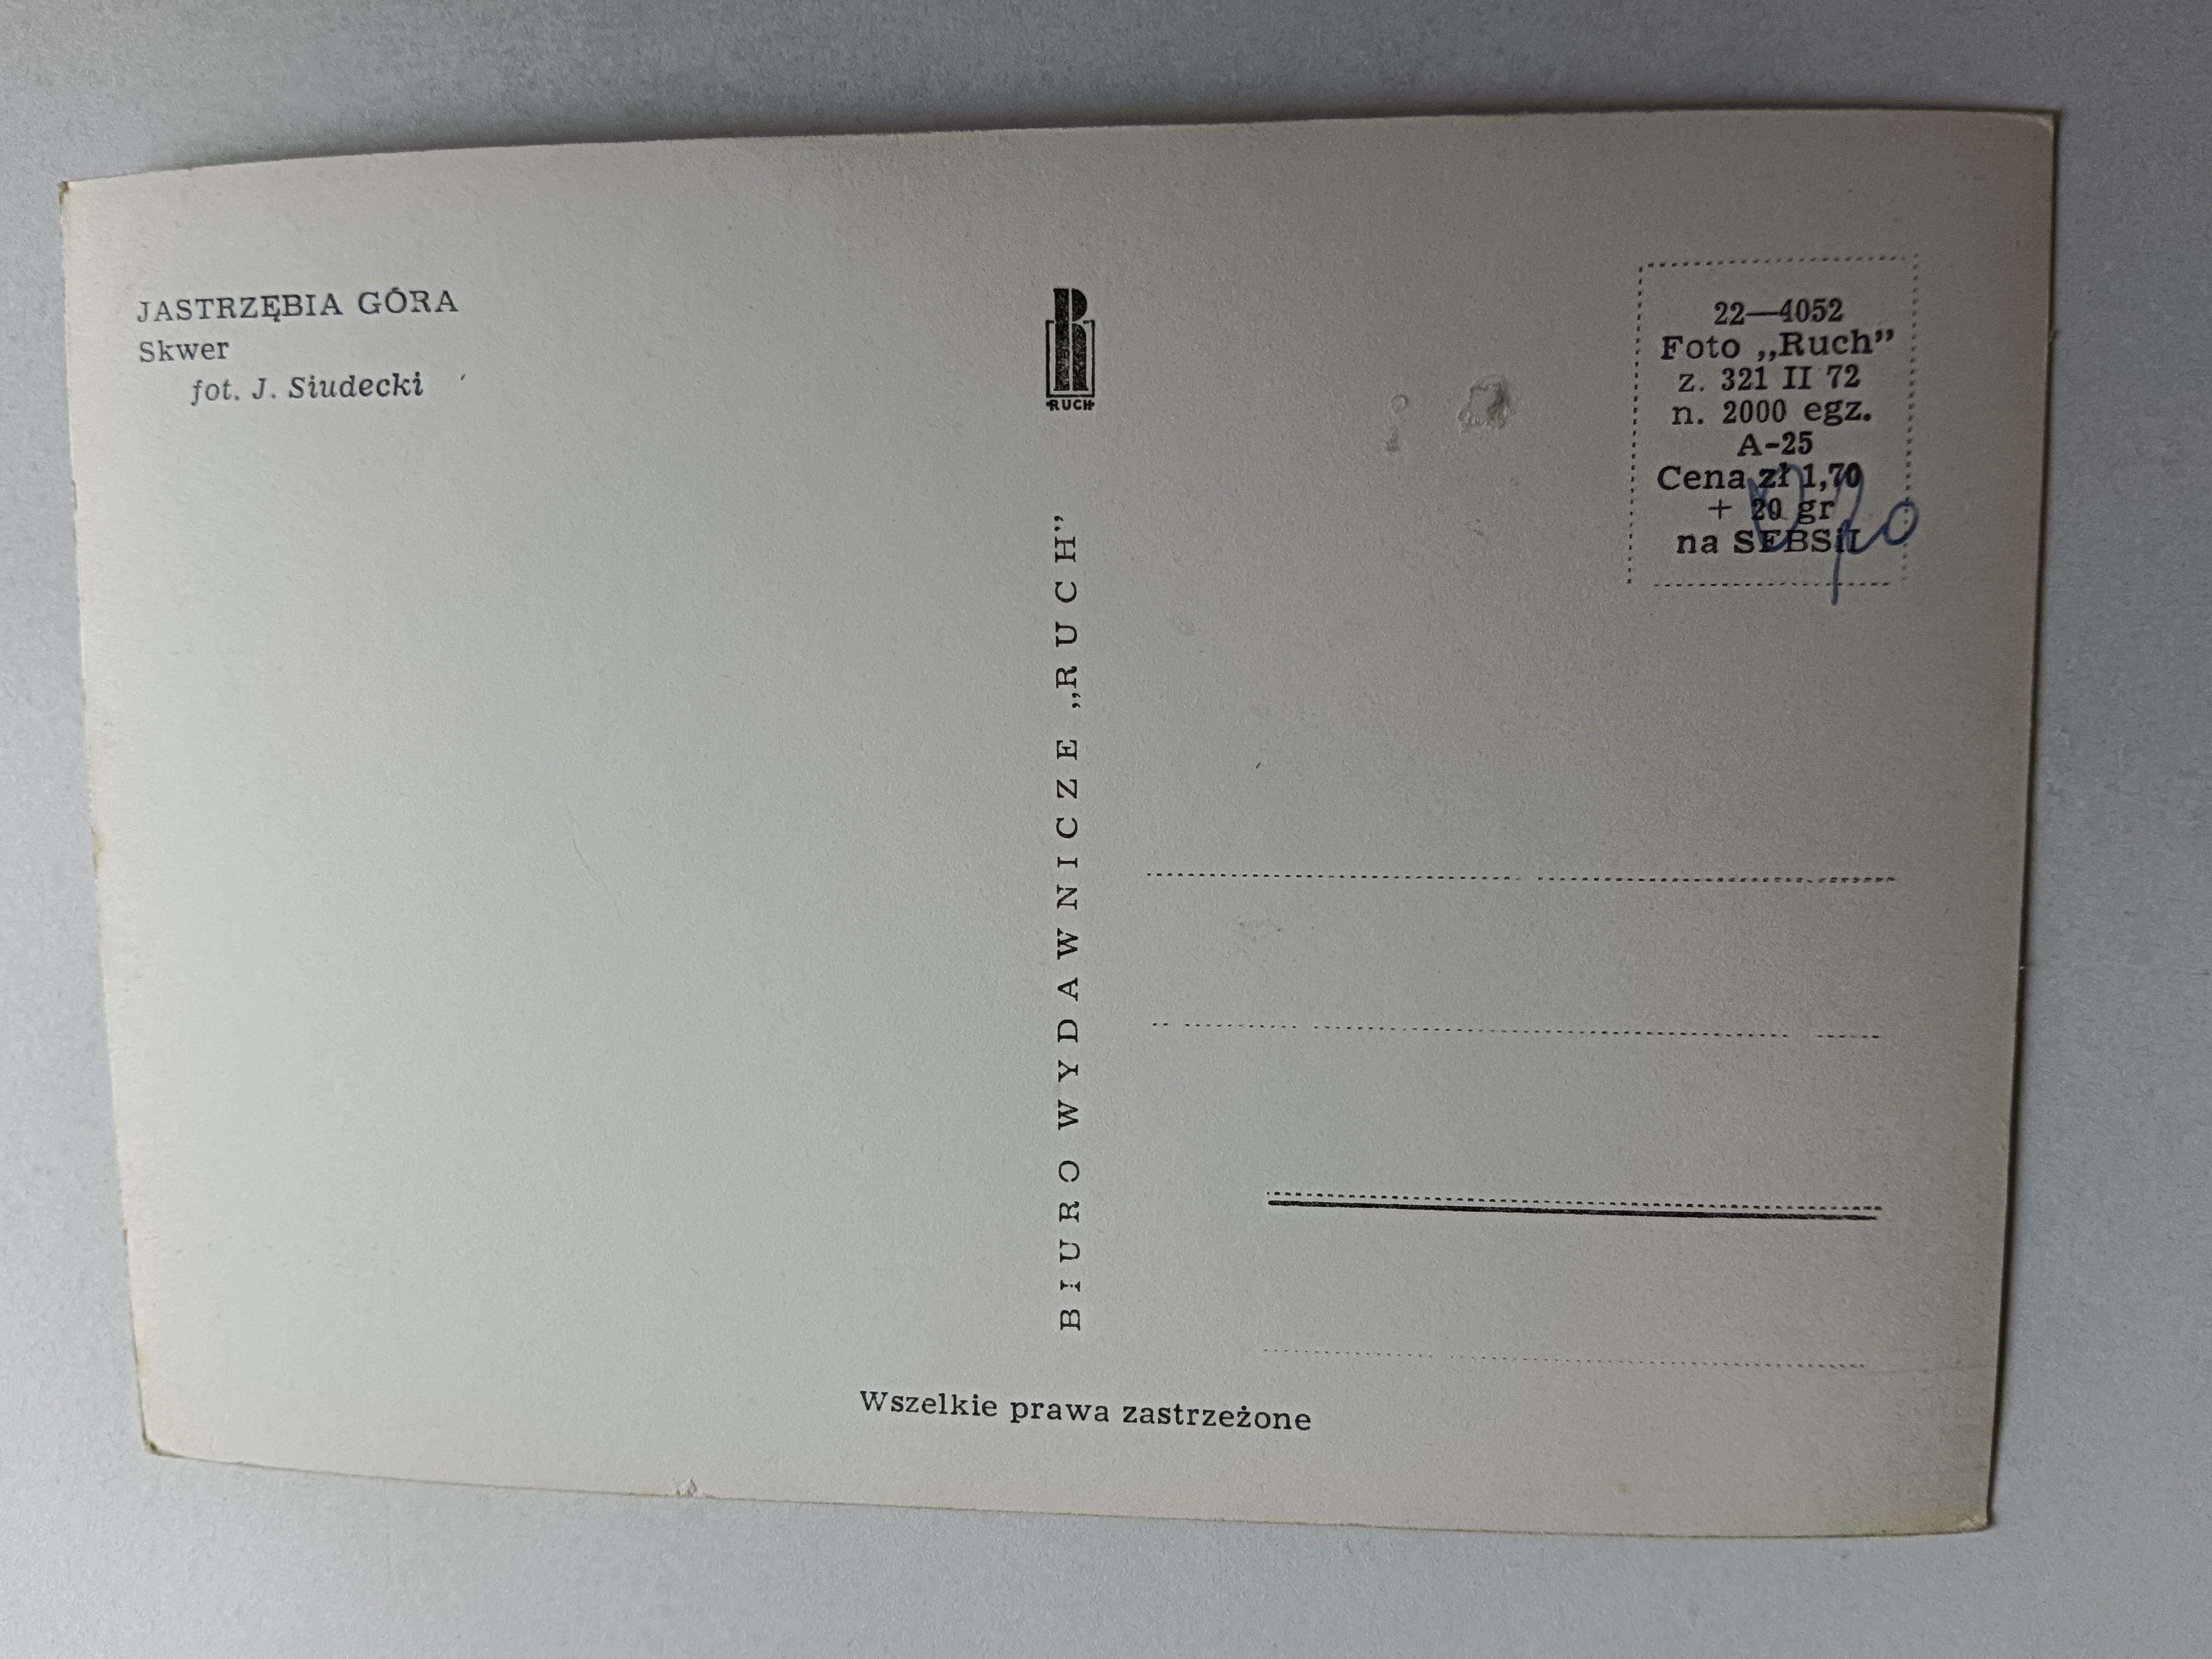 JASTRZĘBIA GÓRA
Skwer
fot. J. Siudecki
RUCH
BIURO WYDAWNICZE „RUCH”
22—4052
Foto „Ruch”
z. 321 II 72
n. 2000 egz.
A-25
Cena zł 1,70
+ 20 gr
na SFBSiI
Wszelkie prawa zastrzeżone